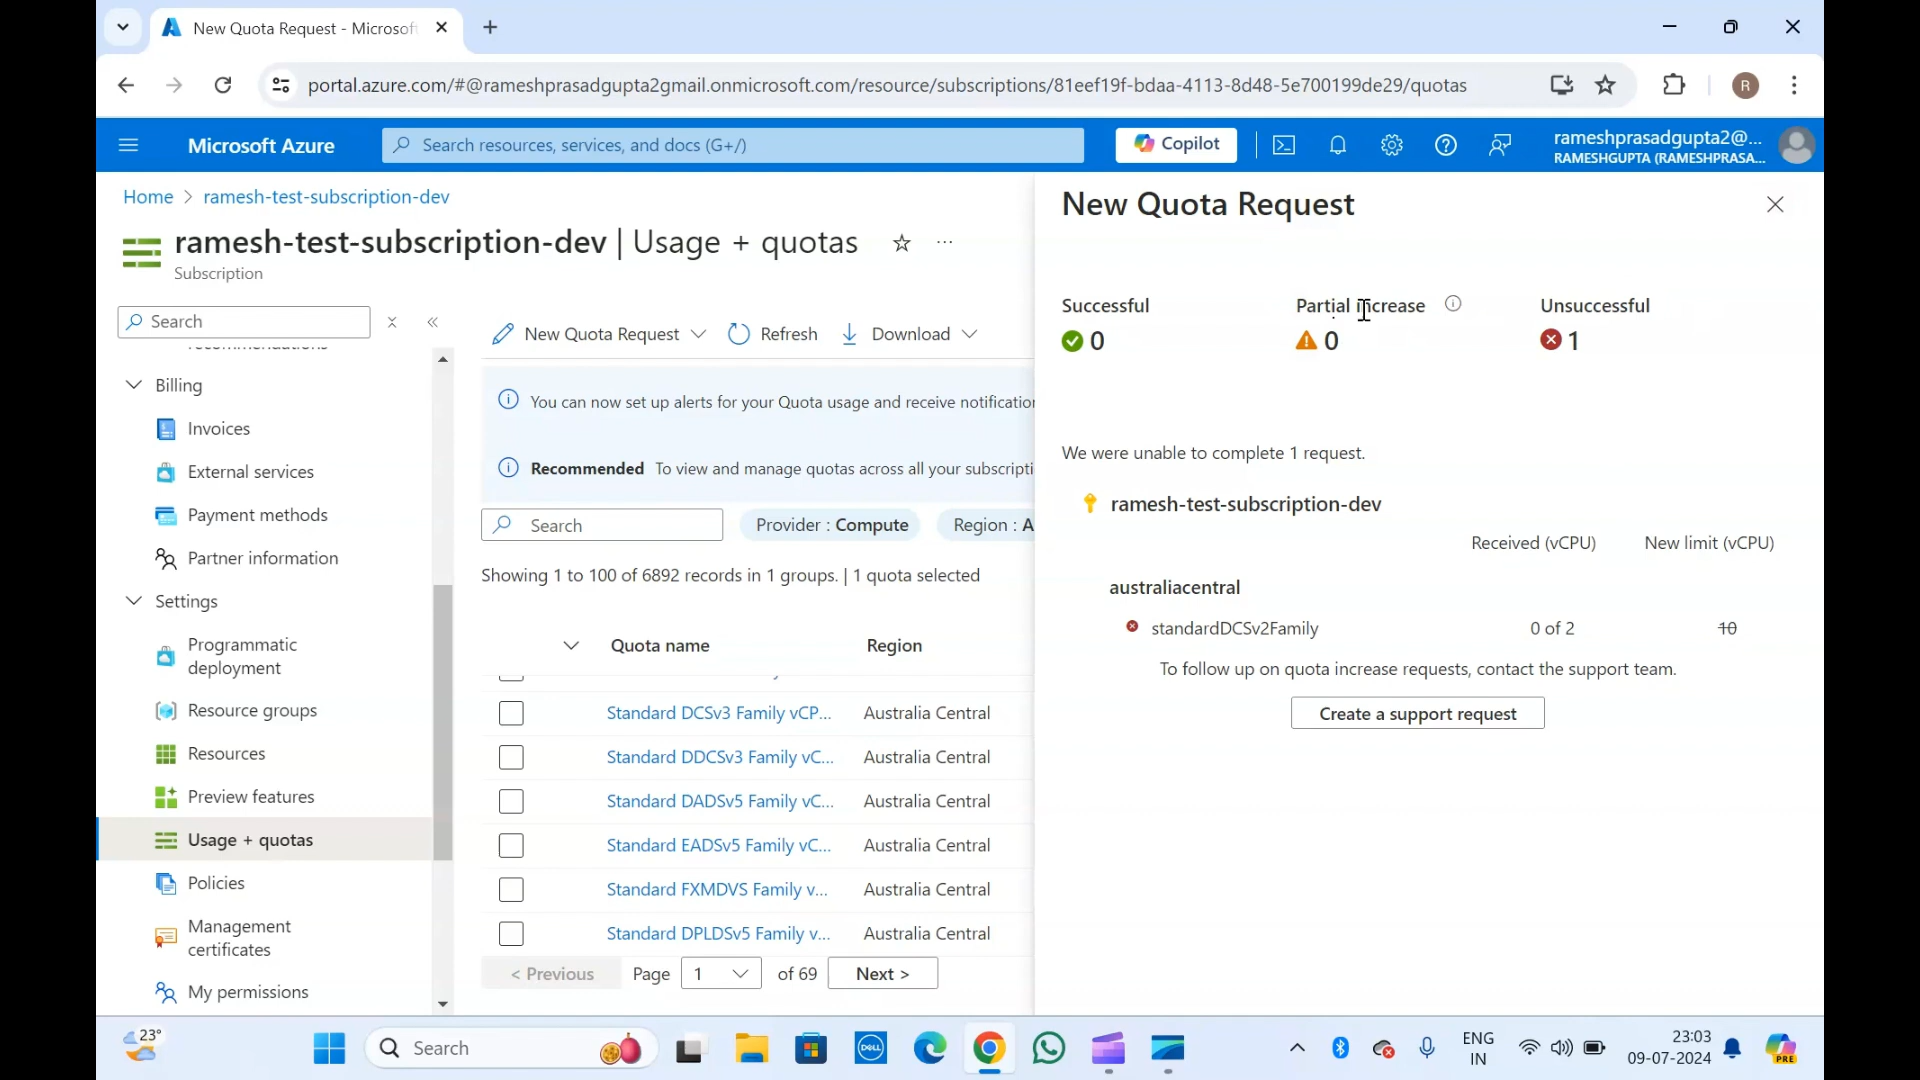 New Quota Request - Microsof
portal.azure.com/#@rameshprasadgupta2gmail.onmicrosoft.com/resource/subscriptions/81eef19f-bdaa-4113-8d48-5e700199de29/quotas
R
Microsoft Azure
Search resources, services, and docs (G+/)
Copilot
rameshprasadgupta2@...
RAMESHGUPTA (RAMESHPRASA...
Home > ramesh-test-subscription-dev
ramesh-test-subscription-dev | Usage + quotas
Subscription
Search
Billing
Invoices
External services
Payment methods
Partner information
Settings
Programmatic
deployment
Resource groups
Resources
Preview features
Usage + quotas
Policies
Management
certificates
My permissions
New Quota Request
Refresh
Download
You can now set up alerts for your Quota usage and receive notification
Recommended To view and manage quotas across all your subscripti
Search
Provider : Compute
Region : A
Showing 1 to 100 of 6892 records in 1 groups. | 1 quota selected
Quota name
Region
Standard DCSv3 Family vCP... Australia Central
Standard DDCSv3 Family vC... Australia Central
Standard DADSv5 Family vC... Australia Central
Standard EADSv5 Family vC... Australia Central
Standard FXMDVS Family v... Australia Central
Standard DPLDSv5 Family v... Australia Central
< Previous Page 1 of 69 Next >
New Quota Request
Successful
0
Partial increase
0
Unsuccessful
1
We were unable to complete 1 request.
ramesh-test-subscription-dev
Received (vCPU) New limit (vCPU)
australiacentral
standardDCSv2Family 0 of 2 10
To follow up on quota increase requests, contact the support team.
Create a support request
23°
Search
DELL
ENG
IN
23:03
09-07-2024
PRE